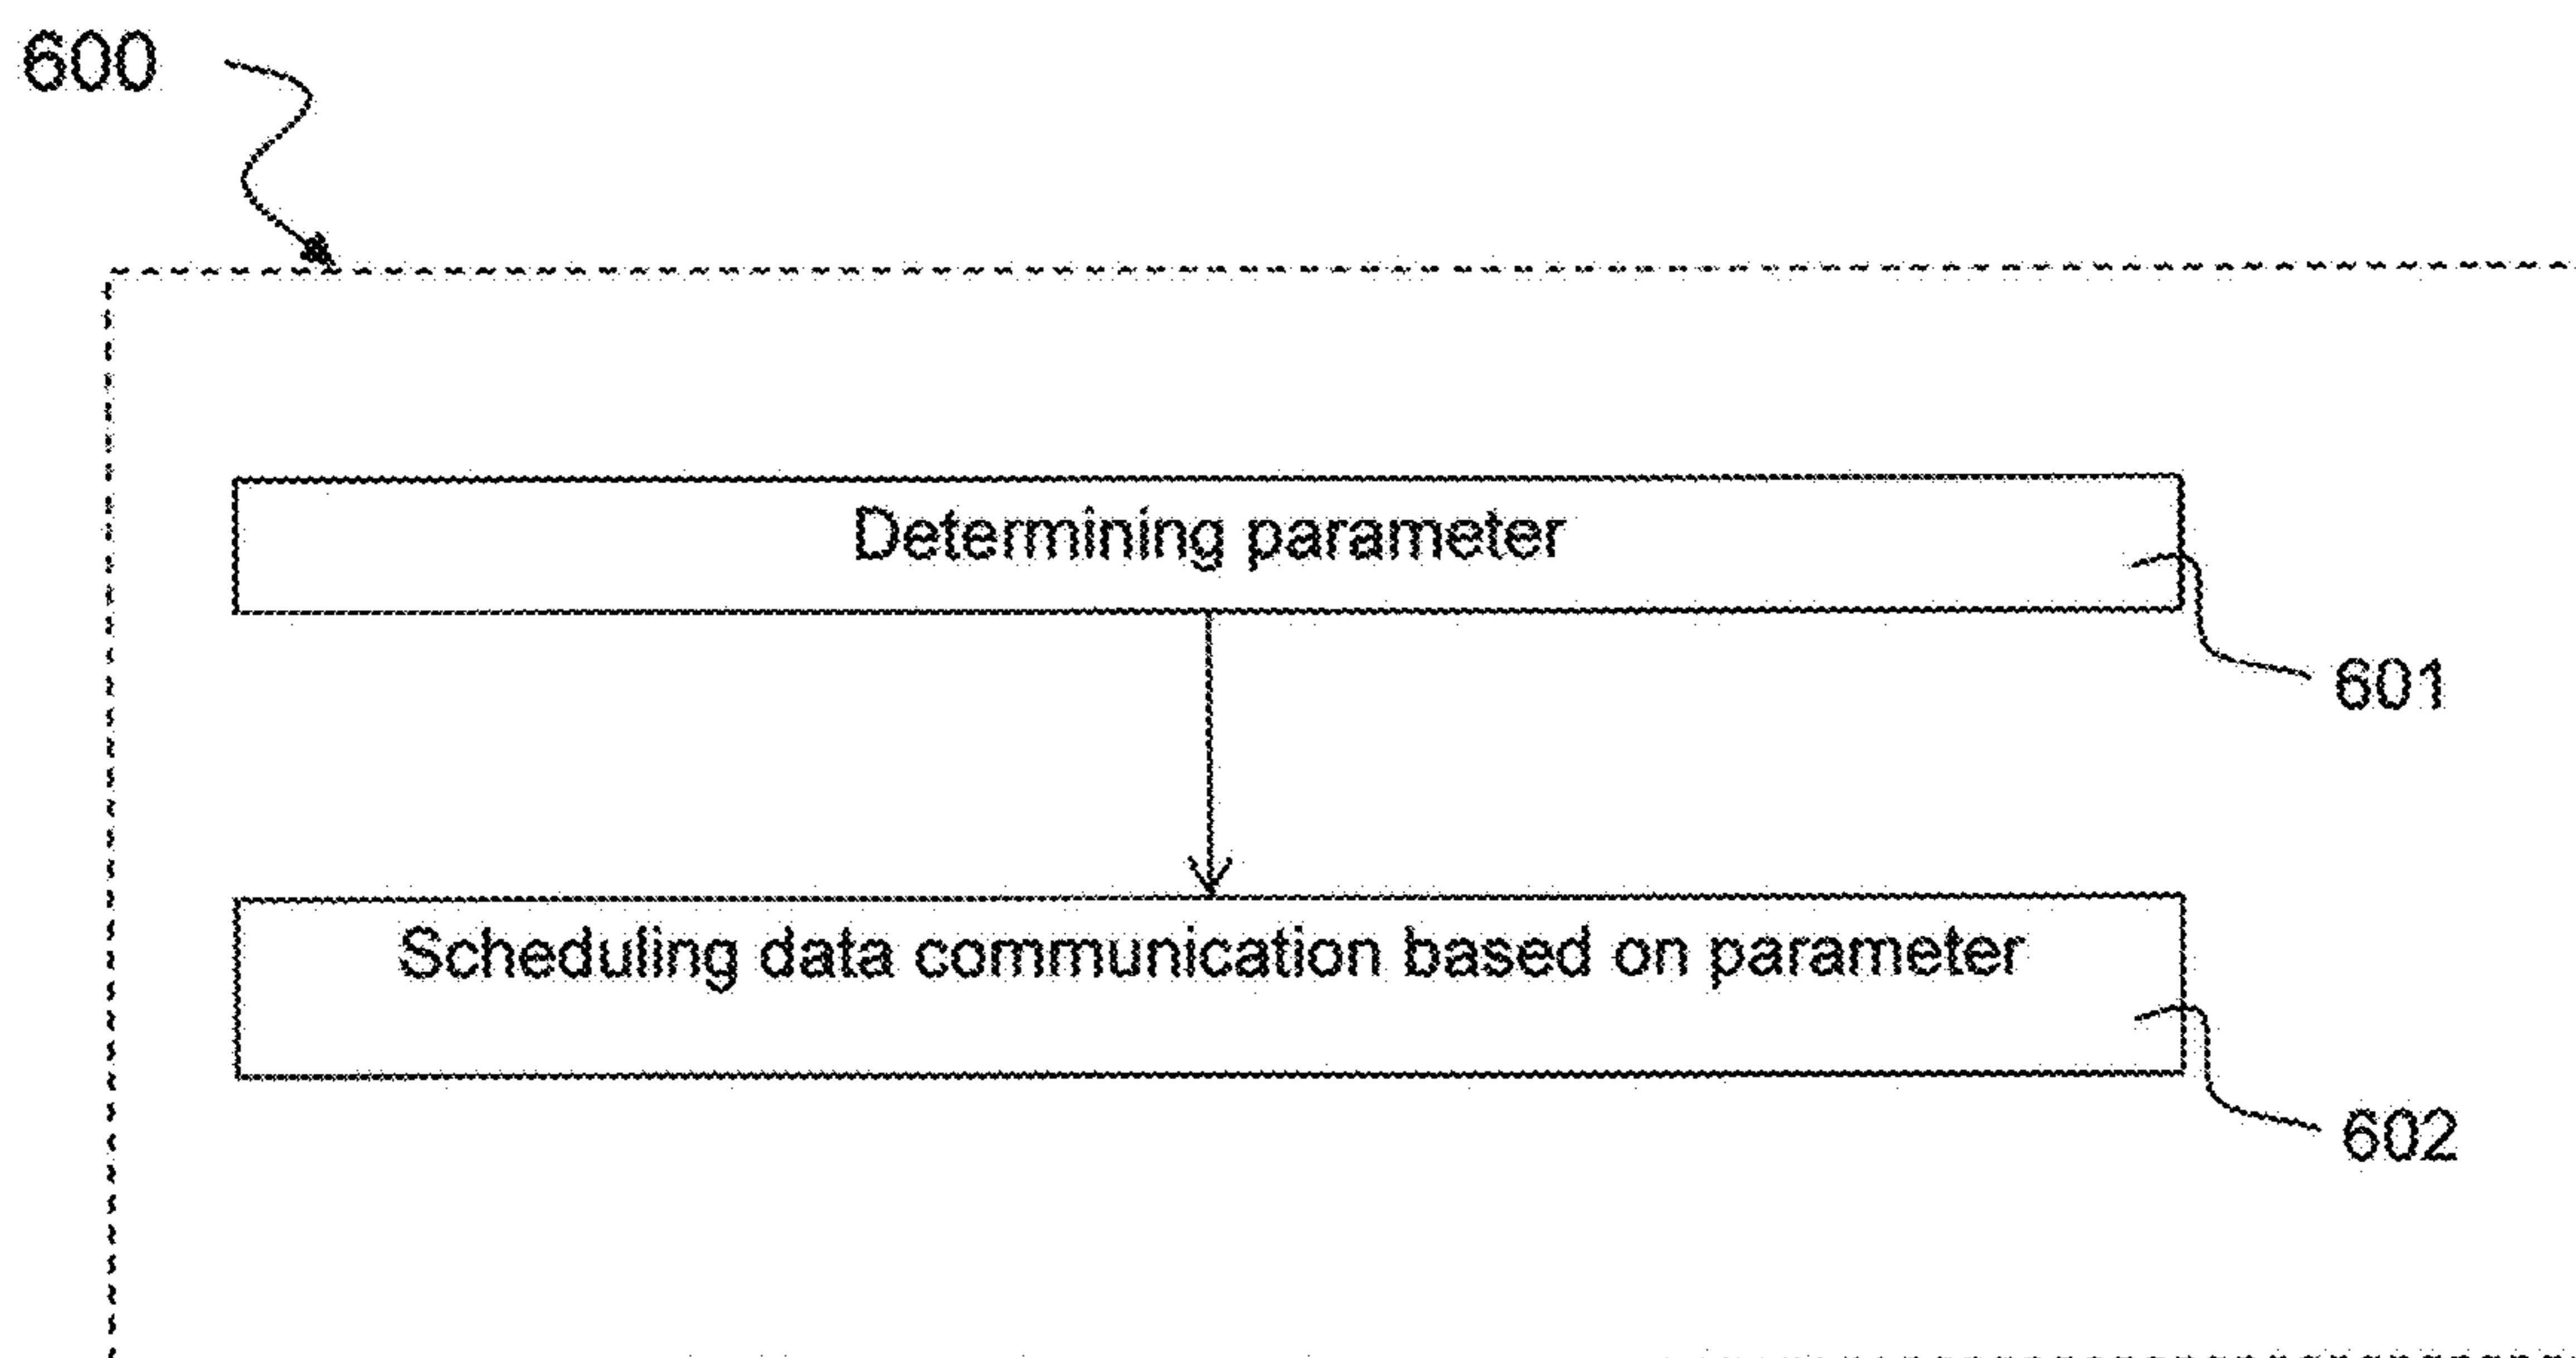 600
Determining parameter
601
Scheduling data communication based on parameter
602